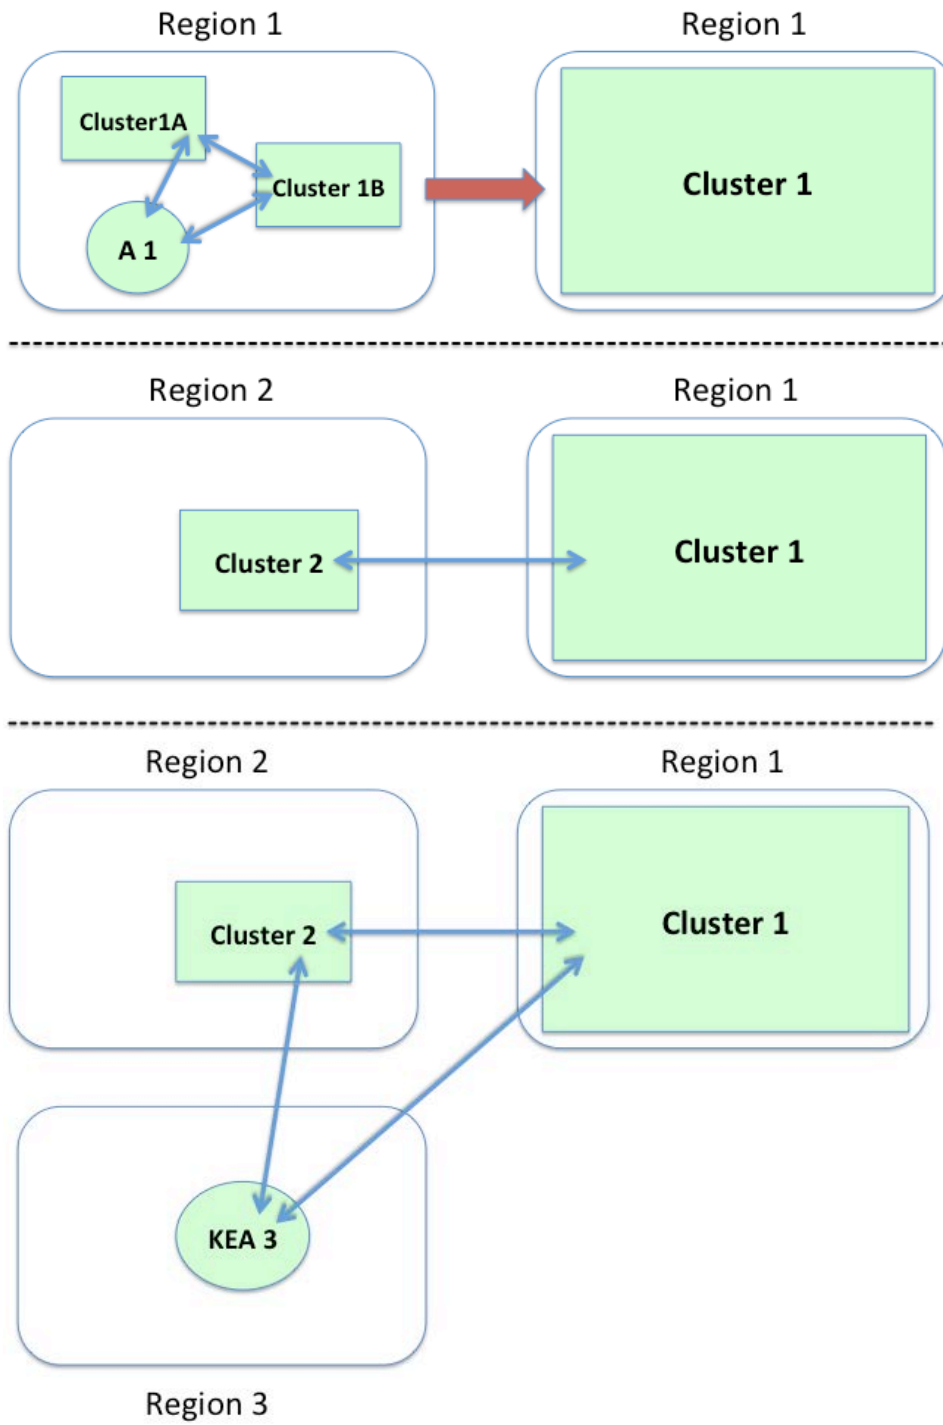 Region 1
Region 1
Cluster1A
Cluster 1B
Cluster 1
A 1
Region 2
Region 1
Cluster 2
Cluster 1
Region 2
Region 1
Cluster 2
Cluster 1
KEA 3
Region 3